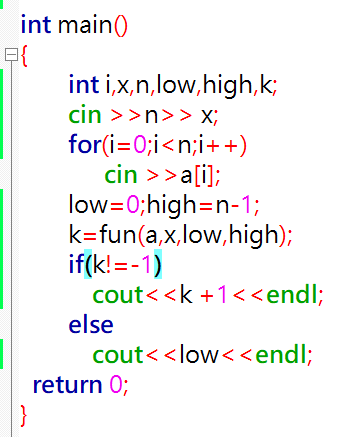 int main()
{
int i,x,n,low,high,k;
cin >>n>> x;
for(i=0;i<n;i++)
cin >>a[i];
low=0;high=n-1;
k=fun(a,x,low,high);
if(k!=-1)
cout<<k +1<<endl;
else
cout<<low<<endl;
return 0;
}